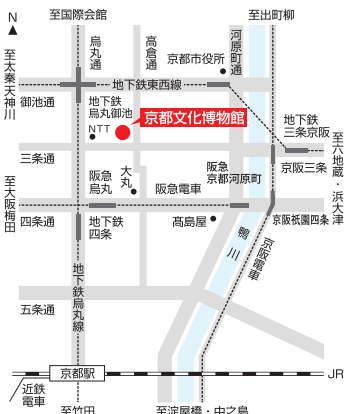 N
至国際会館
至出町柳
烏丸通
高倉通
河原町通
京都市役所
至太秦天神川
地下鉄東西線
御池通
地下鉄
烏丸御池
NTT
京都文化博物館
地下鉄
三条京阪
三条通
京阪三条
至六地蔵・浜大津
阪急
烏丸
大丸
阪急
京都河原町
阪急電車
至大阪梅田
四条通
地下鉄
四条
髙島屋
鴨川
京阪祇園四条
京阪電車
地下鉄烏丸線
五条通
京都駅
JR
近鉄
電車
至竹田
至淀屋橋・中之島